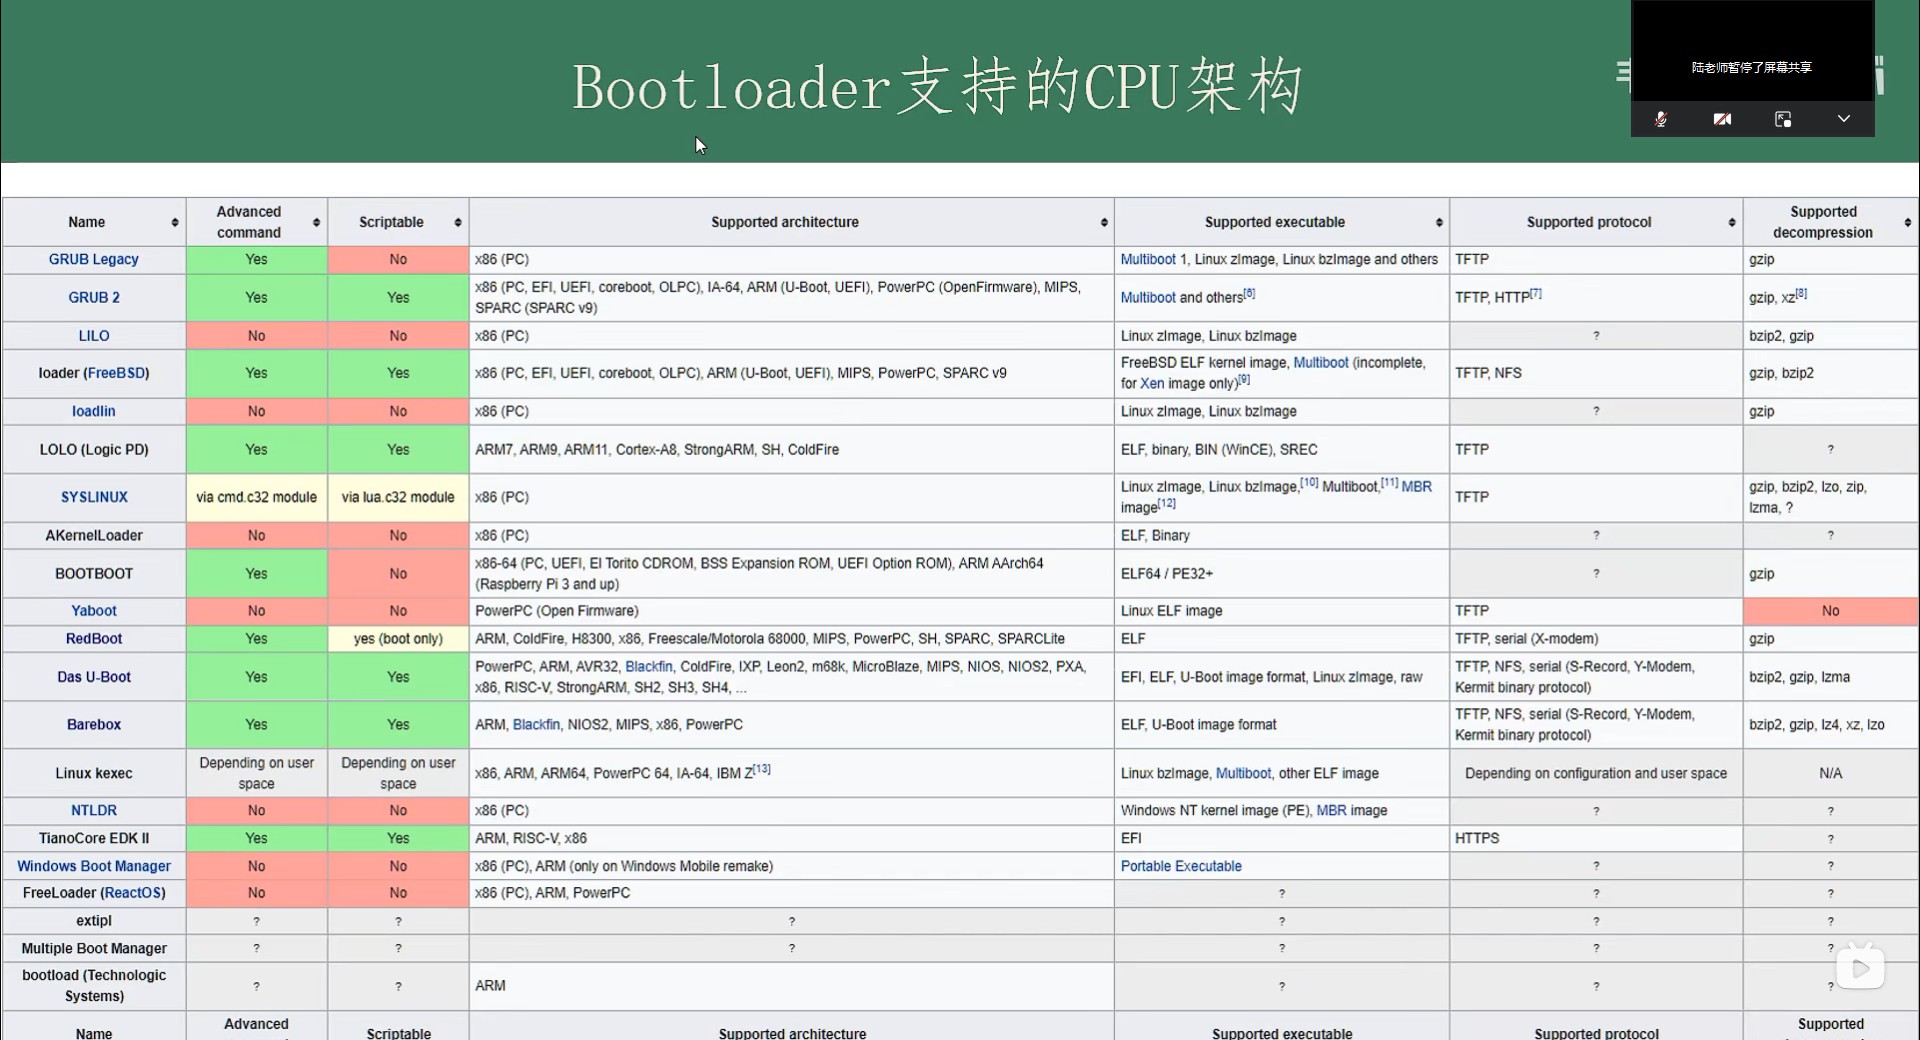 Bootloader支持的CPU架构
陆老师暂停了屏幕共享
Name Advanced command Scriptable Supported architecture Supported executable Supported protocol Supported decompression
GRUB Legacy Yes No x86 (PC) Multiboot 1, Linux zImage, Linux bzImage and others TFTP gzip
GRUB 2 Yes Yes x86 (PC, EFI, UEFI, coreboot, OLPC), IA-64, ARM (U-Boot, UEFI), PowerPC (OpenFirmware), MIPS, SPARC (SPARC v9) Multiboot and others[6] TFTP, HTTP[7] gzip, xz[8]
LILO No No x86 (PC) Linux zImage, Linux bzImage ? bzip2, gzip
loader (FreeBSD) Yes Yes x86 (PC, EFI, UEFI, coreboot, OLPC), ARM (U-Boot, UEFI), MIPS, PowerPC, SPARC v9 FreeBSD ELF kernel image, Multiboot (incomplete, for Xen image only)[9] TFTP, NFS gzip, bzip2
loadlin No No x86 (PC) Linux zImage, Linux bzImage ? gzip
LOLO (Logic PD) Yes Yes ARM7, ARM9, ARM11, Cortex-A8, StrongARM, SH, ColdFire ELF, binary, BIN (WinCE), SREC TFTP ?
SYSLINUX via cmd.c32 module via lua.c32 module x86 (PC) Linux zImage, Linux bzImage,[10] Multiboot,[11] MBR image[12] TFTP gzip, bzip2, lzo, zip, lzma, ?
AKernelLoader No No x86 (PC) ELF, Binary ? ?
BOOTBOOT Yes No x86-64 (PC, UEFI, El Torito CDROM, BSS Expansion ROM, UEFI Option ROM), ARM AArch64 (Raspberry Pi 3 and up) ELF64 / PE32+ ? gzip
Yaboot No No PowerPC (Open Firmware) Linux ELF image TFTP No
RedBoot Yes yes (boot only) ARM, ColdFire, H8300, x86, Freescale/Motorola 68000, MIPS, PowerPC, SH, SPARC, SPARCLite ELF TFTP, serial (X-modem) gzip
Das U-Boot Yes Yes PowerPC, ARM, AVR32, Blackfin, ColdFire, IXP, Leon2, m68k, MicroBlaze, MIPS, NIOS, NIOS2, PXA, x86, RISC-V, StrongARM, SH2, SH3, SH4, ... EFI, ELF, U-Boot image format, Linux zImage, raw TFTP, NFS, serial (S-Record, Y-Modem, Kermit binary protocol) bzip2, gzip, lzma
Barebox Yes Yes ARM, Blackfin, NIOS2, MIPS, x86, PowerPC ELF, U-Boot image format TFTP, NFS, serial (S-Record, Y-Modem, Kermit binary protocol) bzip2, gzip, lz4, xz, lzo
Linux kexec Depending on user space Depending on user space x86, ARM, ARM64, PowerPC 64, IA-64, IBM Z[13] Linux bzImage, Multiboot, other ELF image Depending on configuration and user space N/A
NTLDR No No x86 (PC) Windows NT kernel image (PE), MBR image ? ?
TianoCore EDK II Yes Yes ARM, RISC-V, x86 EFI HTTPS ?
Windows Boot Manager No No x86 (PC), ARM (only on Windows Mobile remake) Portable Executable ? ?
FreeLoader (ReactOS) No No x86 (PC), ARM, PowerPC ? ? ?
extipl ? ? ? ? ? ?
Multiple Boot Manager ? ? ? ? ? ?
bootload (Technologic Systems) ? ? ARM ? ? ?
Name Advanced Scriptable Supported architecture Supported executable Supported protocol Supported